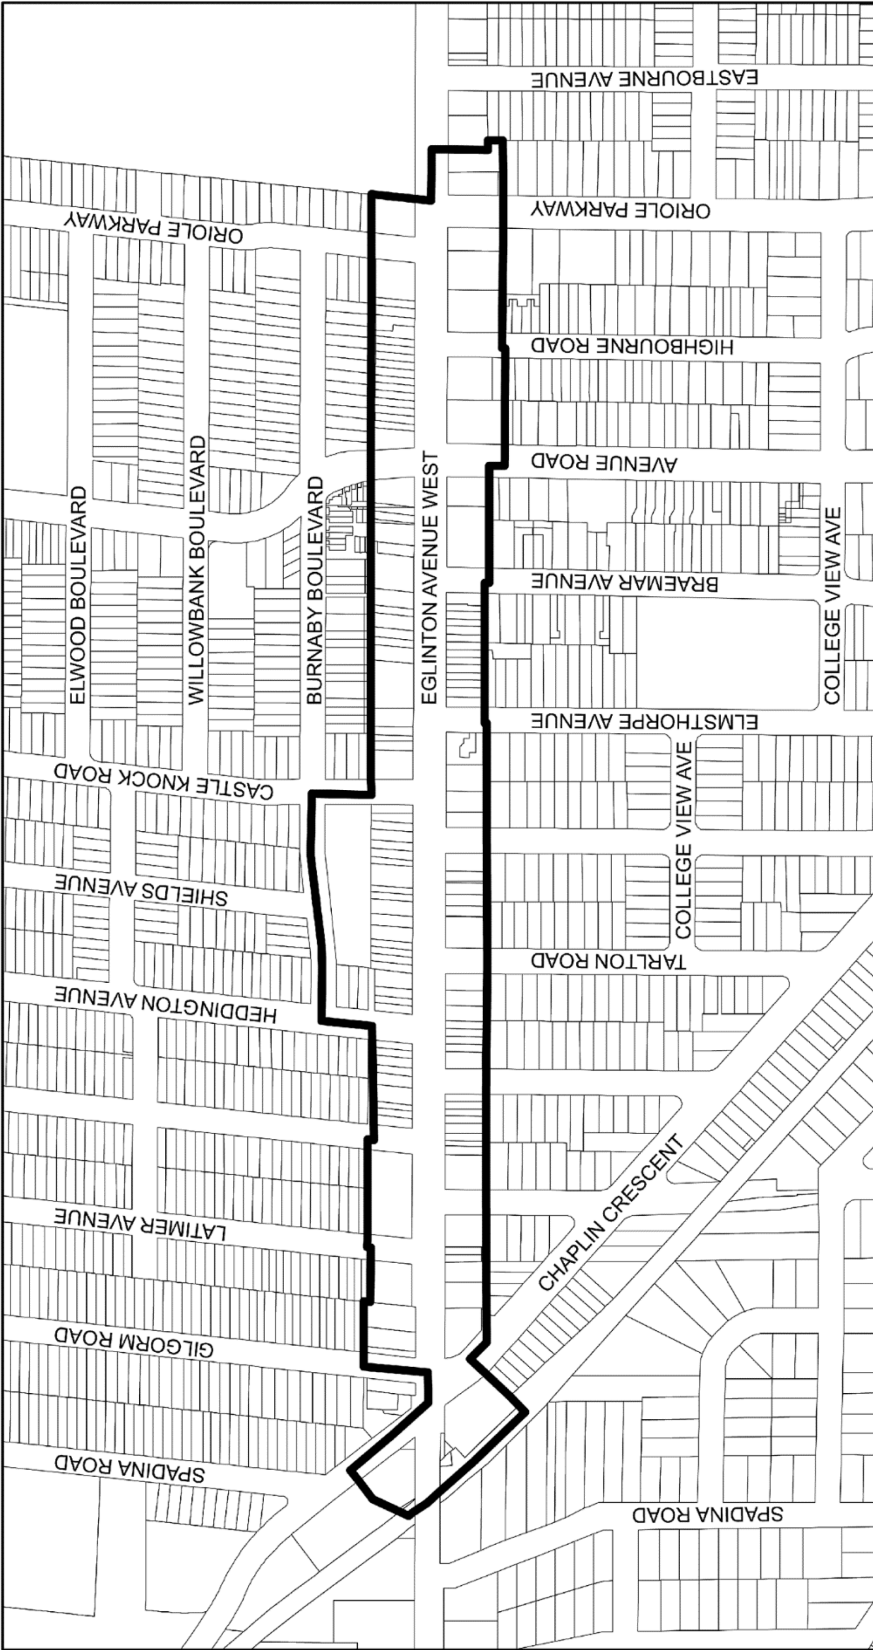 EASTBOURNE AVENUE
ORIOLE PARKWAY
ORIOLE PARKWAY
HIGHBOURNE ROAD
AVENUE ROAD
ELWOOD BOULEVARD
WILLOWBANK BOULEVARD
BURNABY BOULEVARD
EGLINTON AVENUE WEST
BRAEMAR AVENUE
COLLEGE VIEW AVE
ELMSTHORPE AVENUE
CASTLE KNOCK ROAD
COLLEGE VIEW AVE
SHIELDS AVENUE
TARLTON ROAD
HEDDINGTON AVENUE
CHAPLIN CRESCENT
LATIMER AVENUE
GILGORM ROAD
SPADINA ROAD
SPADINA ROAD